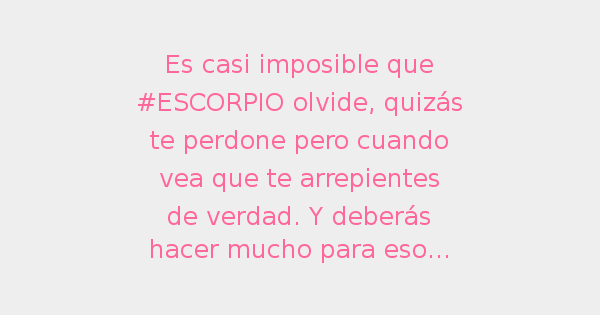 Es casi imposible que
#ESCORPIO olvide, quizás
te perdone pero cuando
vea que te arrepientes
de verdad. Y deberás
hacer mucho para eso...